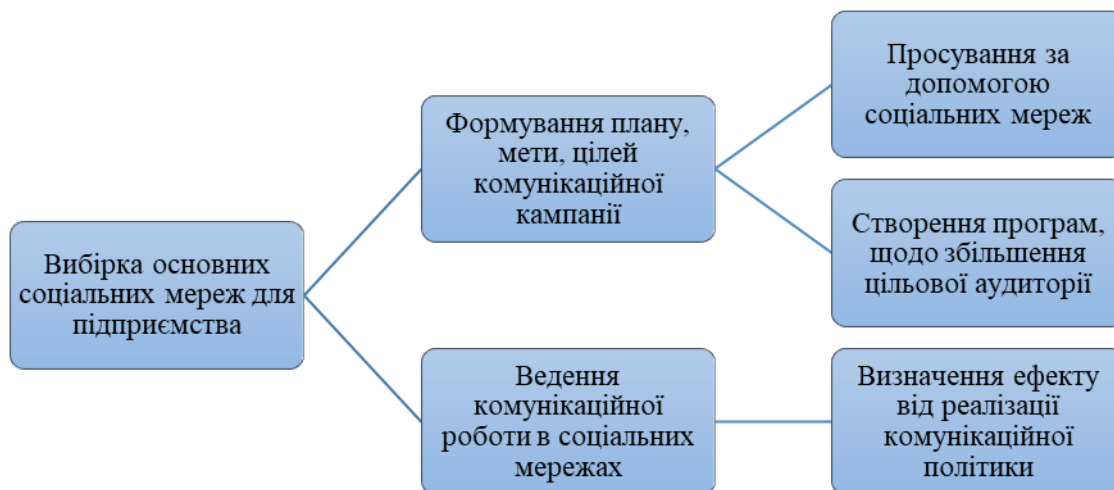 Вибірка основних
соціальних мереж для
підприємства
Формування плану,
мети, цілей
комунікаційної
кампанії
Ведення
комунікаційної
роботи в соціальних
мережах
Просування за
допомогою
соціальних мереж
Створення програм,
щодо збільшення
цільової аудиторії
Визначення ефекту
від реалізації
комунікаційної
політики